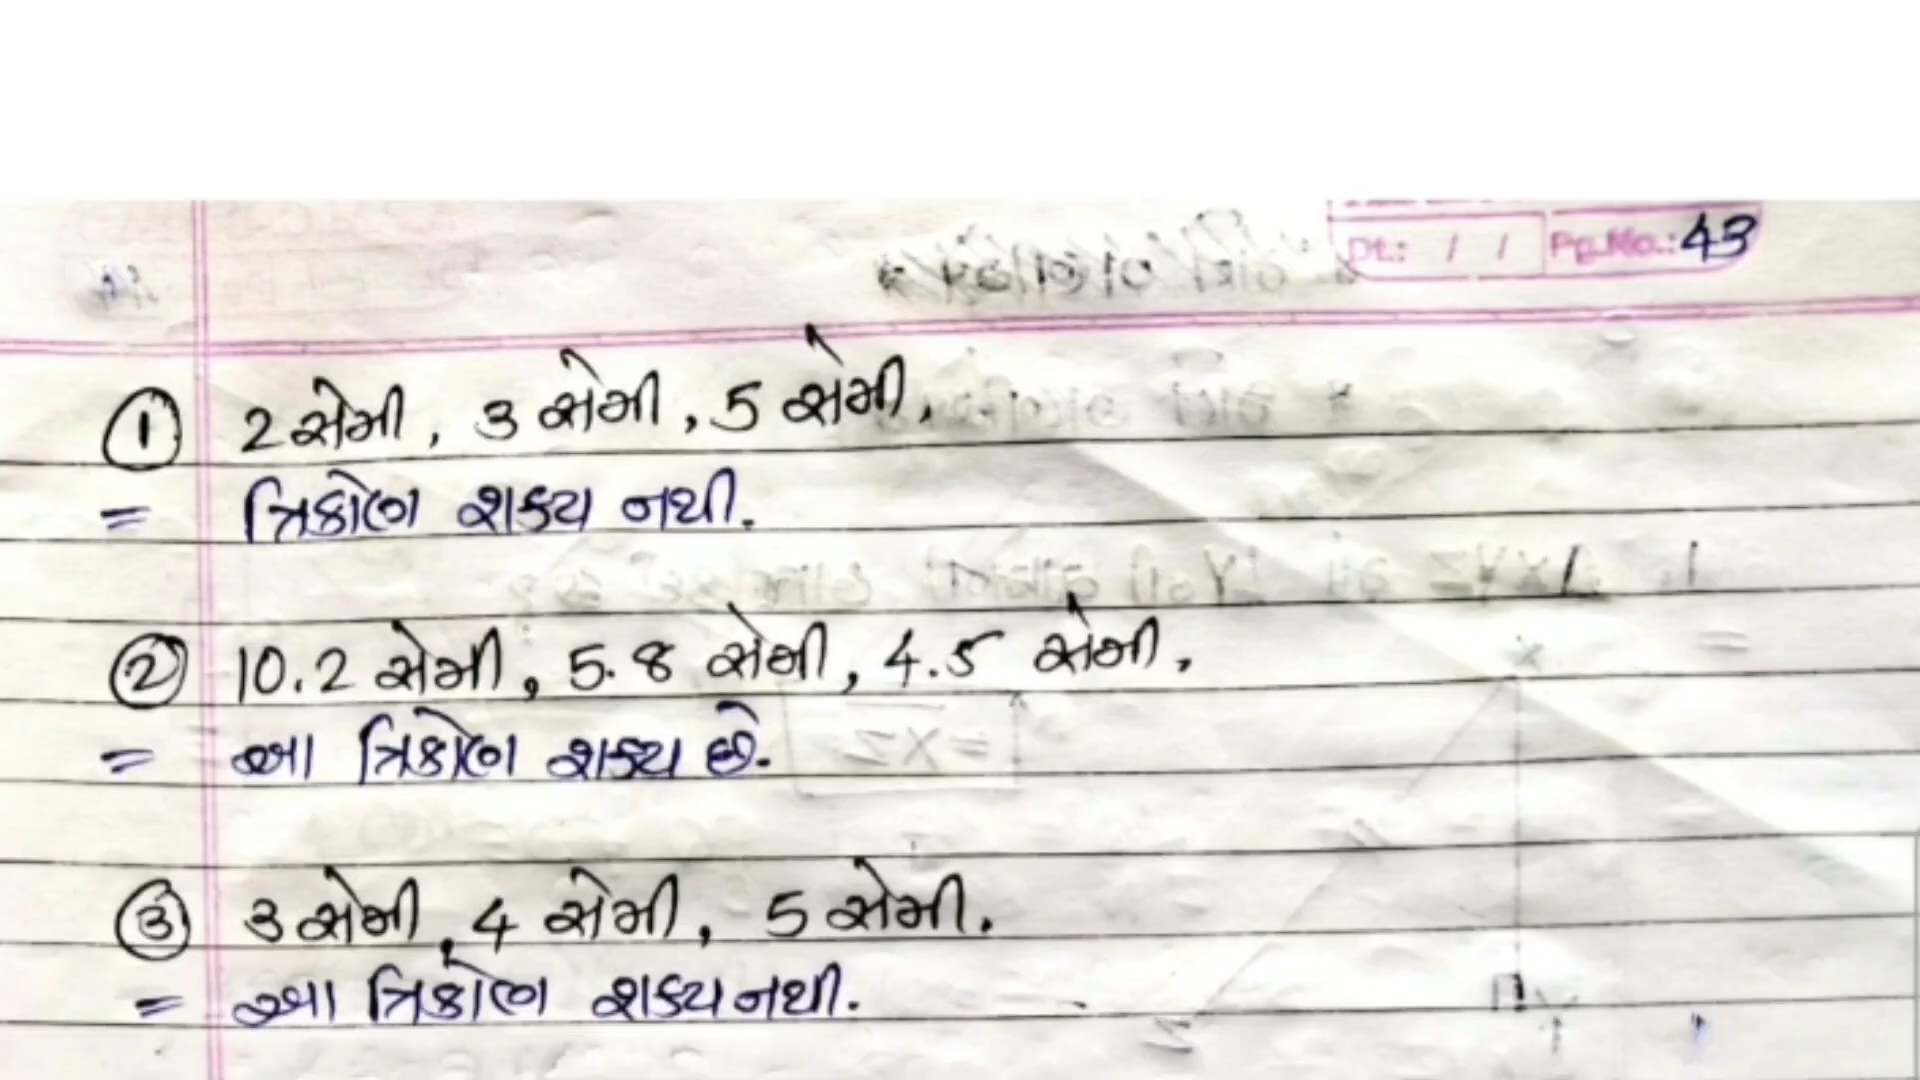 Dt.: / / Pg.No.: 43
① 2 સેમી, 3 સેમી, 5 સેમી.
= ત્રિકોણ શક્ય નથી.
② 10.2 સેમી, 5.8 સેમી, 4.5 સેમી.
= આ ત્રિકોણ શક્ય છે.
③ 3 સેમી, 4 સેમી, 5 સેમી.
= આ ત્રિકોણ શક્ય નથી.